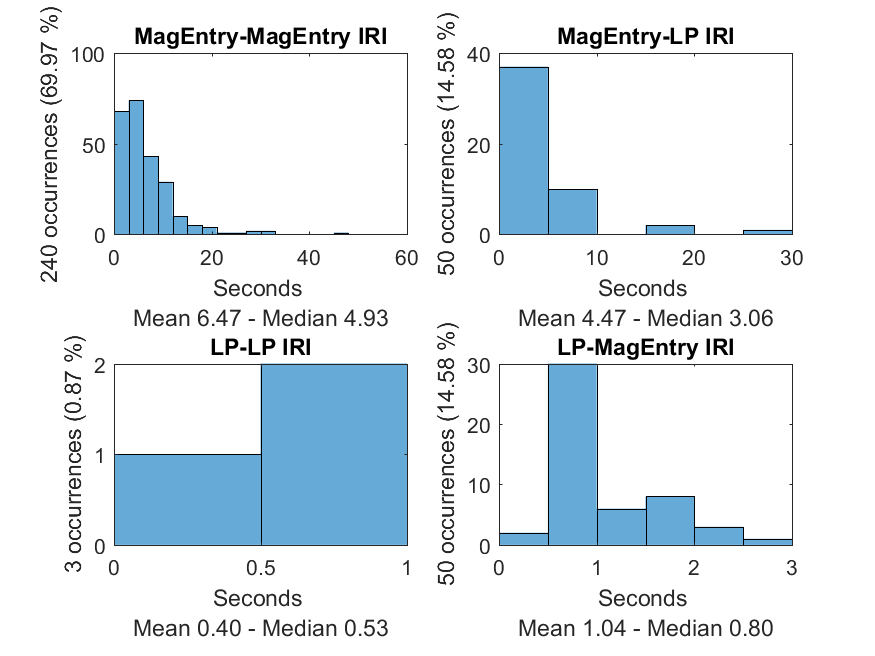 MagEntry-MagEntry IRI
240 occurrences (69.97 %)
100
50
0
0 20 40 60
Seconds
Mean 6.47 - Median 4.93
MagEntry-LP IRI
50 occurrences (14.58 %)
40
20
0
0 10 20 30
Seconds
Mean 4.47 - Median 3.06
LP-LP IRI
3 occurrences (0.87 %)
2
1
0
0 0.5 1
Seconds
Mean 0.40 - Median 0.53
LP-MagEntry IRI
50 occurrences (14.58 %)
30
20
10
0
0 1 2 3
Seconds
Mean 1.04 - Median 0.80